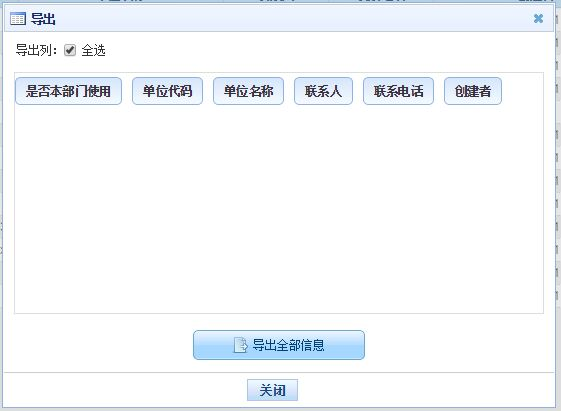 导出
导出列: 全选
是否本部门使用 单位代码 单位名称 联系人 联系电话 创建者
导出全部信息
关闭